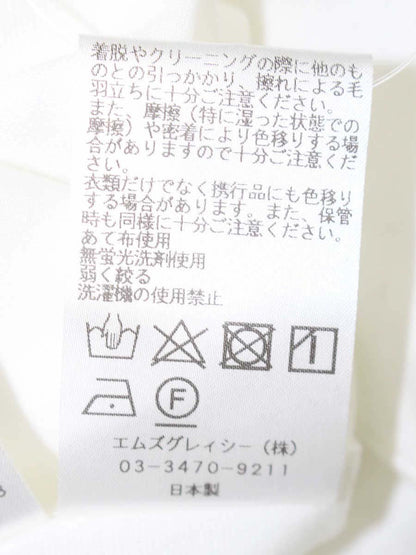 着脱やクリーニングの際に他のも
のとの引っかかり、擦れによる毛
羽立ちに十分ご注意ください。
また、摩擦（特に湿った状態での
摩擦）や密着により色移りする場
合がありますので十分ご注意くだ
さい。
衣類だけでなく携行品にも色移り
する場合があります。また、保管
時も同様に十分ご注意ください。
あて布使用
無蛍光洗剤使用
弱く絞る
洗濯機の使用禁止
F
エムズグレィシー（株）
03-3470-9211
日本製